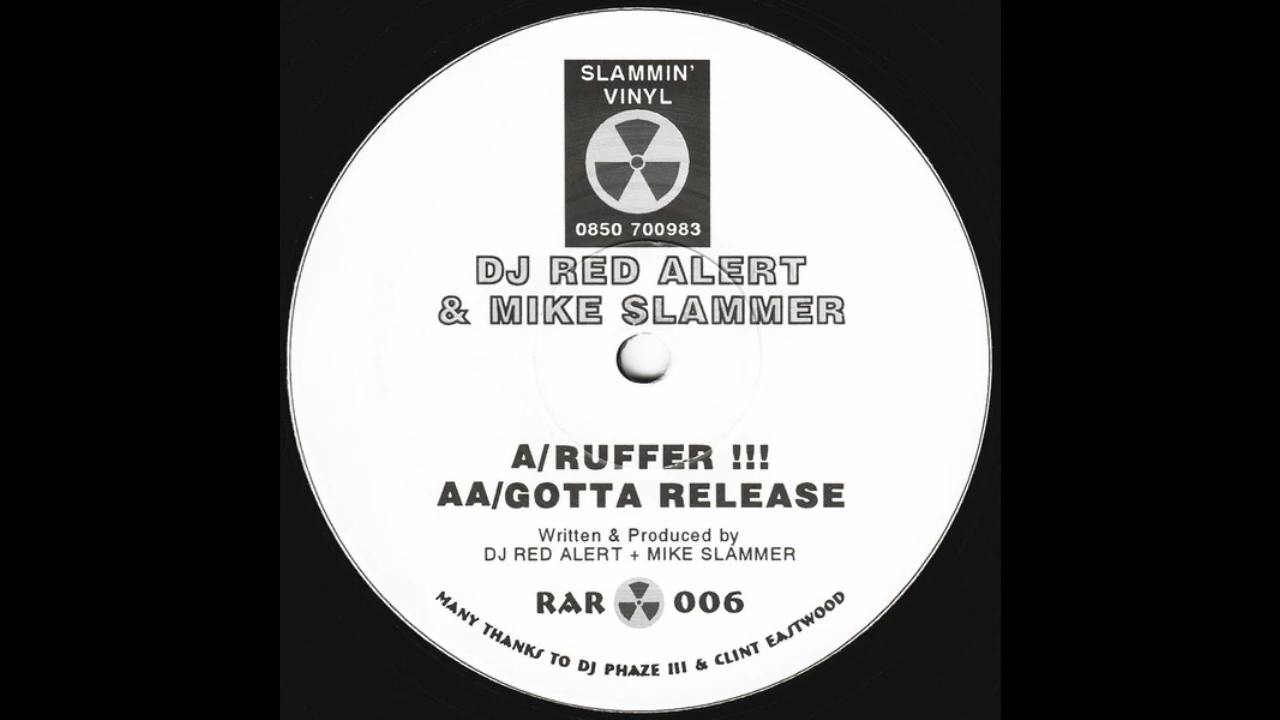 SLAMMIN'
VINYL
0850 700983
DJ RED ALERT
& MIKE SLAMMER
A/RUFFER !!!
AA/GOTTA RELEASE
Written & Produced by
DJ RED ALERT + MIKE SLAMMER
RAR 006
MANY THANKS TO DJ PHAZE III & CLINT EASTWOOD